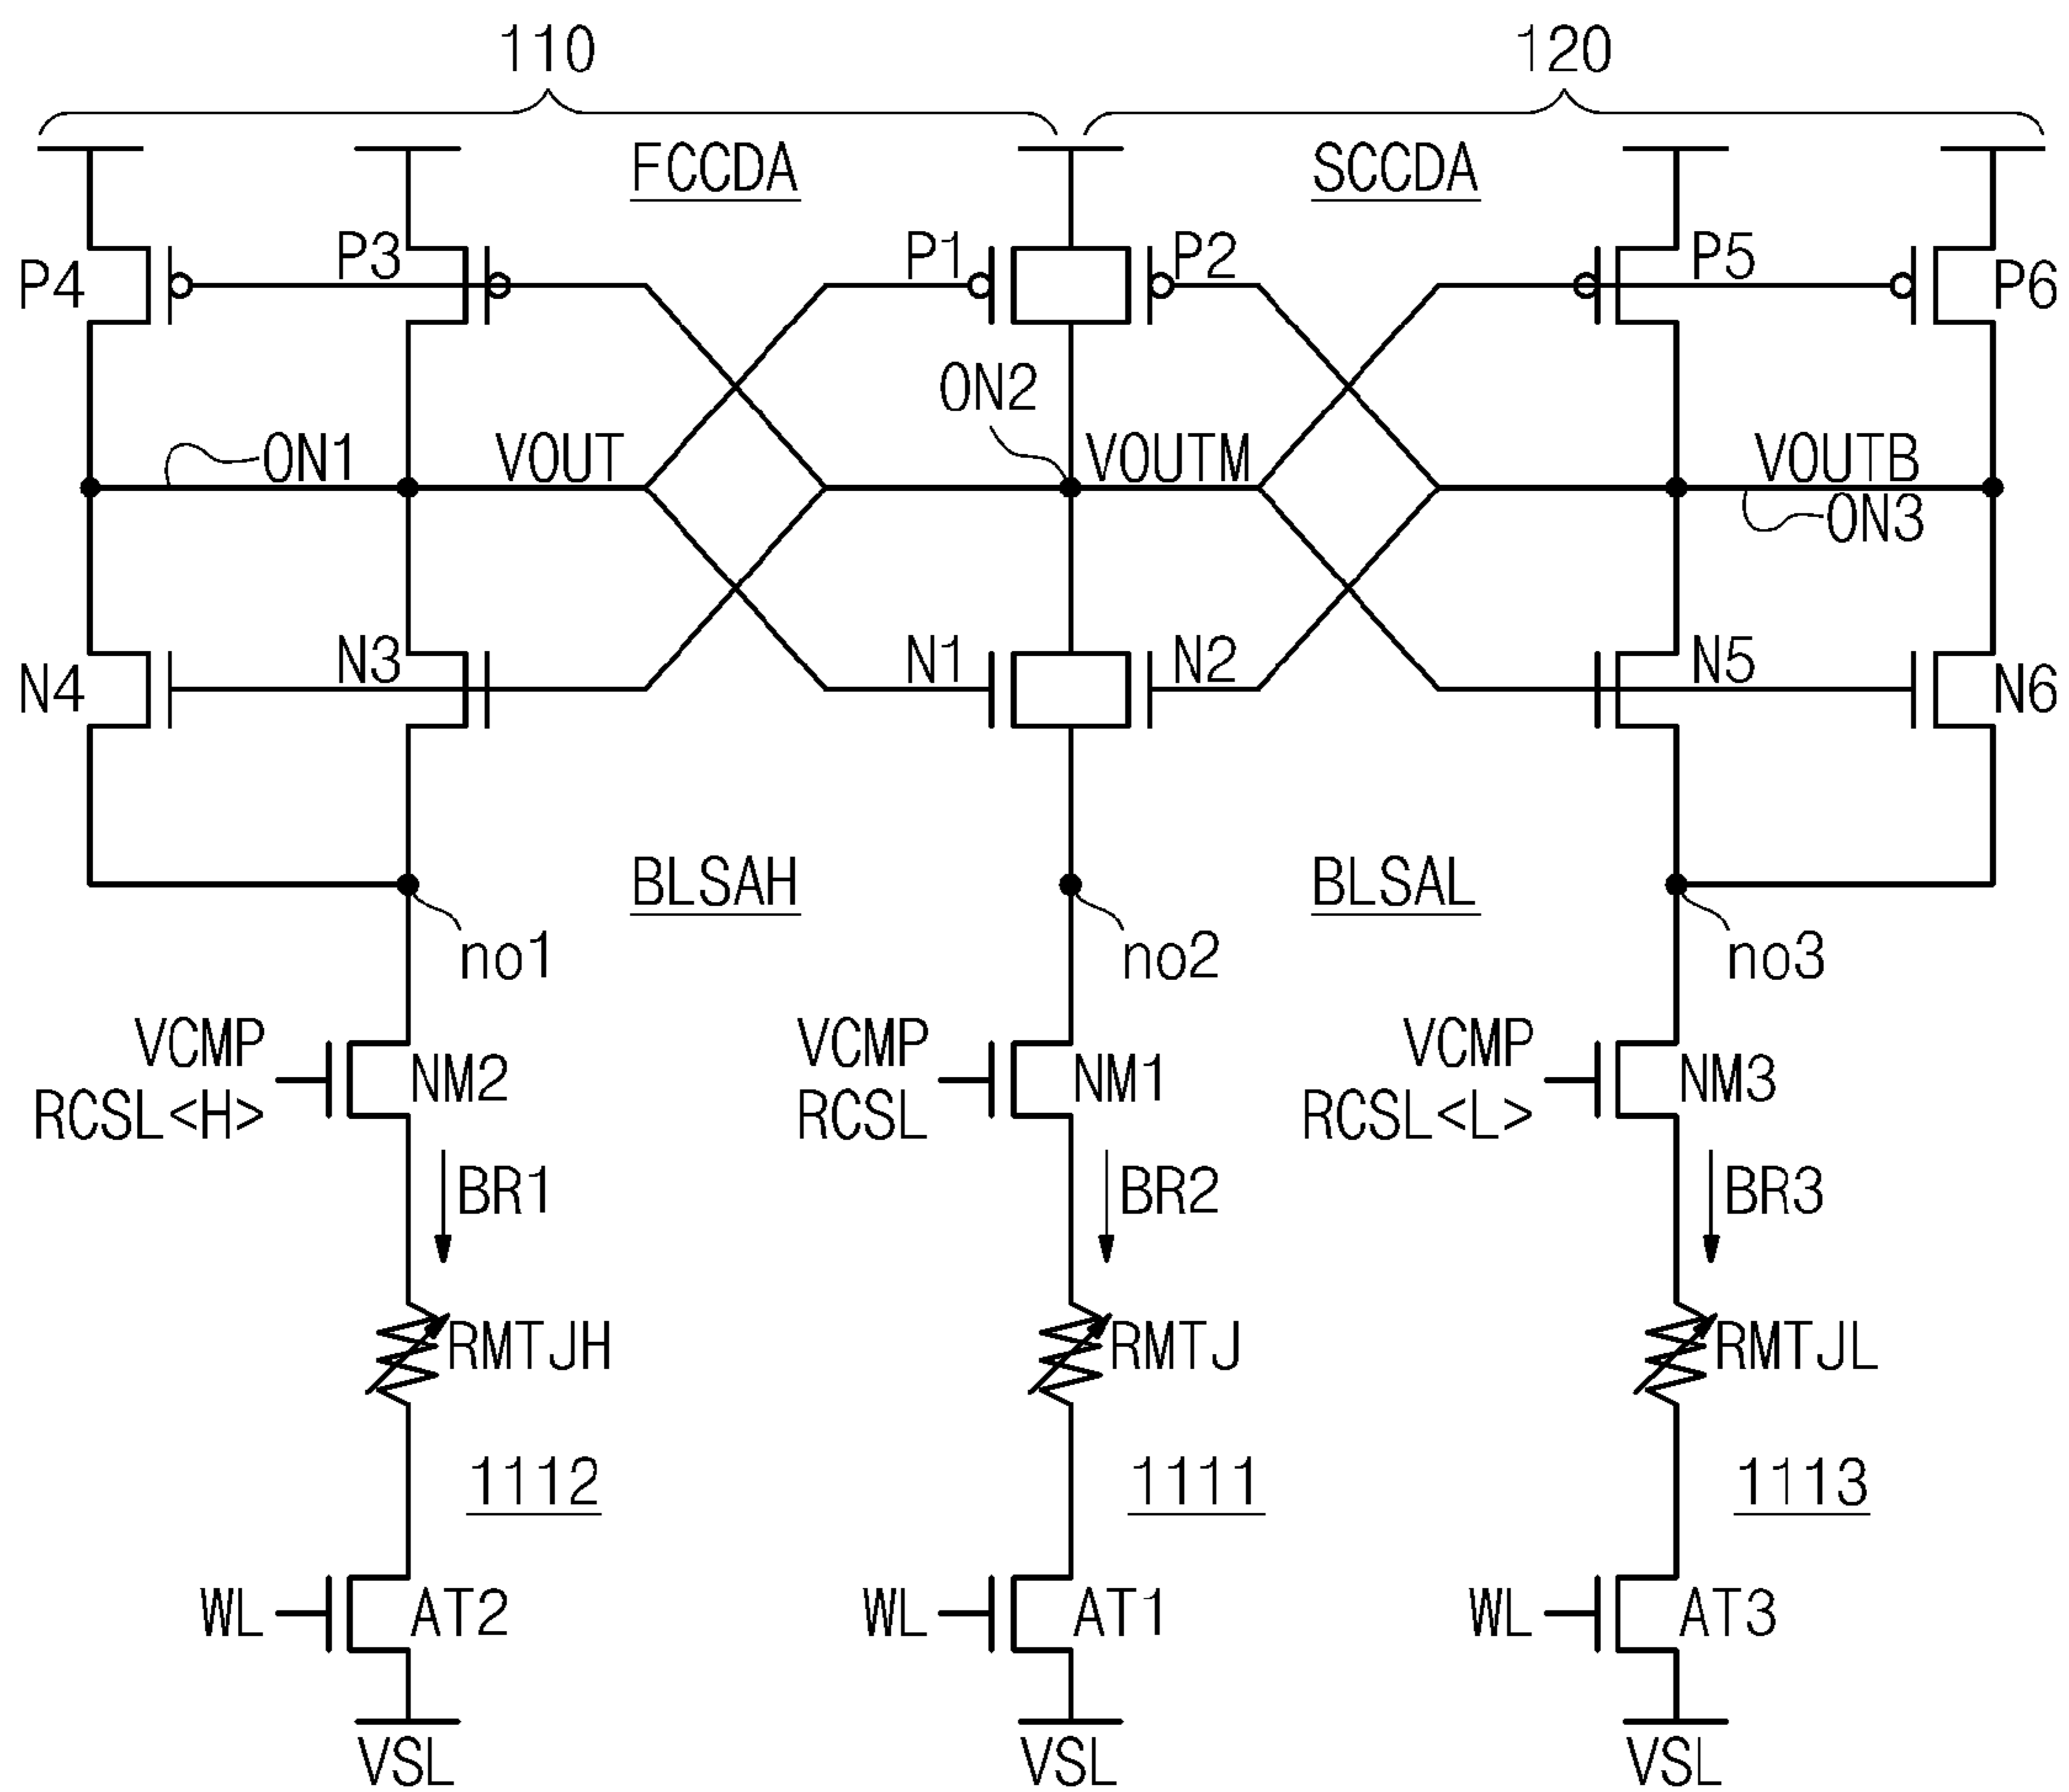 110
120
FCCDA
SCCDA
P4
P3
P1
P2
P5
P6
ON2
ON1
VOUT
VOUTM
VOUTB
ON3
N4
N3
N1
N2
N5
N6
BLSAH
BLSAL
no1
no2
no3
VCMP
RCSL<H>
NM2
VCMP
RCSL
NM1
VCMP
RCSL<L>
NM3
BR1
BR2
BR3
RMTJH
RMTJ
RMTJL
1112
1111
1113
WL
AT2
WL
AT1
WL
AT3
VSL
VSL
VSL